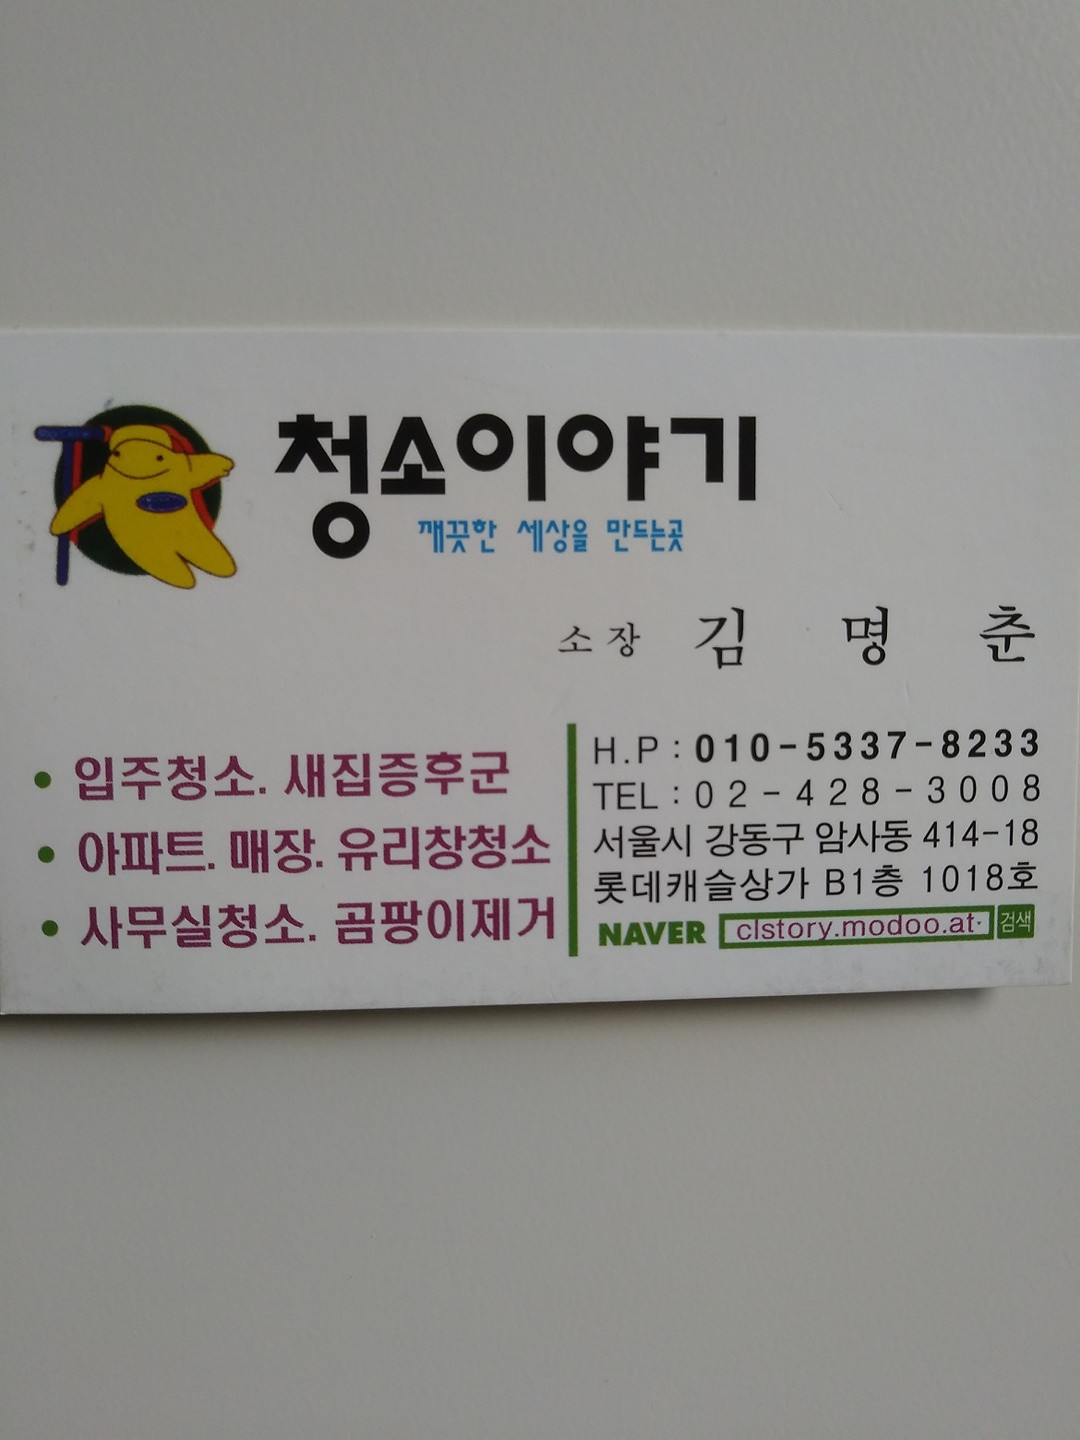 청소이야기
깨끗한 세상을 만드는곳
소장 김 명 춘
• 입주청소. 새집증후군
• 아파트. 매장. 유리창청소
• 사무실청소. 곰팡이제거
H.P : 010-5337-8233
TEL : 02-428-3008
서울시 강동구 암사동 414-18
롯데캐슬상가 B1층 1018호
NAVER clstory.modoo.at· 검색